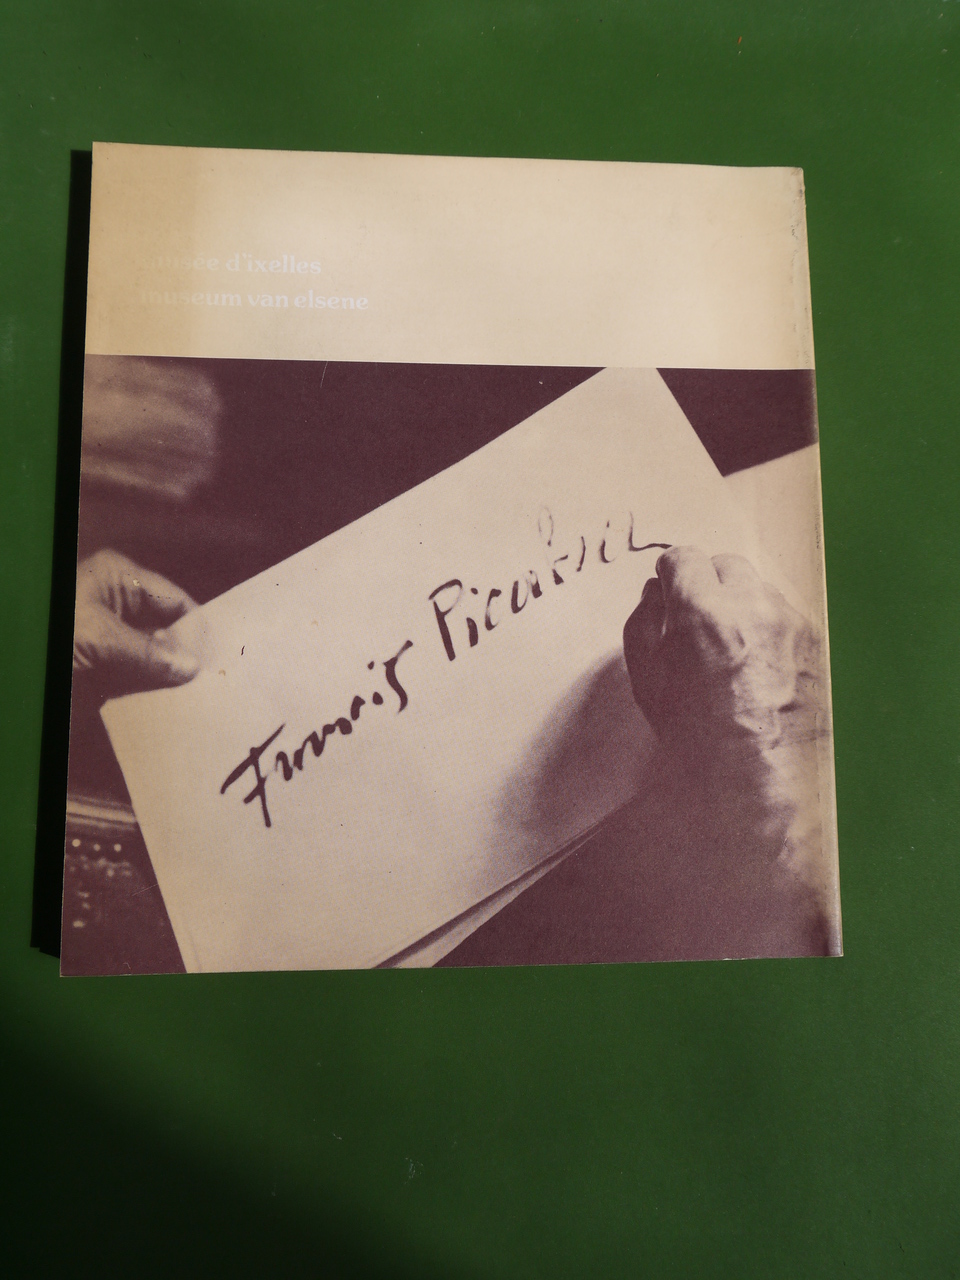 musée d'ixelles
museum van elsene
Francis Picabia